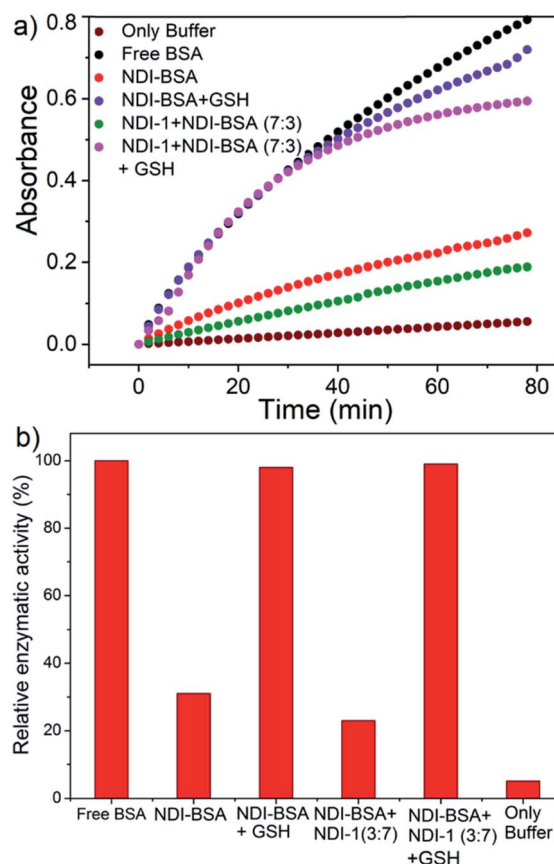 a)
0.8
0.6
0.4
0.2
0.0
Absorbance
Only Buffer
Free BSA
NDI-BSA
NDI-BSA+GSH
NDI-1+NDI-BSA (7:3)
NDI-1+NDI-BSA (7:3)
+ GSH
0
20
40
60
80
Time (min)
b)
100
80
60
40
20
0
Relative enzymatic activity (%)
Free BSA
NDI-BSA
NDI-BSA
+ GSH
NDI-BSA+
NDI-1(3:7)
NDI-BSA+
NDI-1 (3:7)
+GSH
Only
Buffer